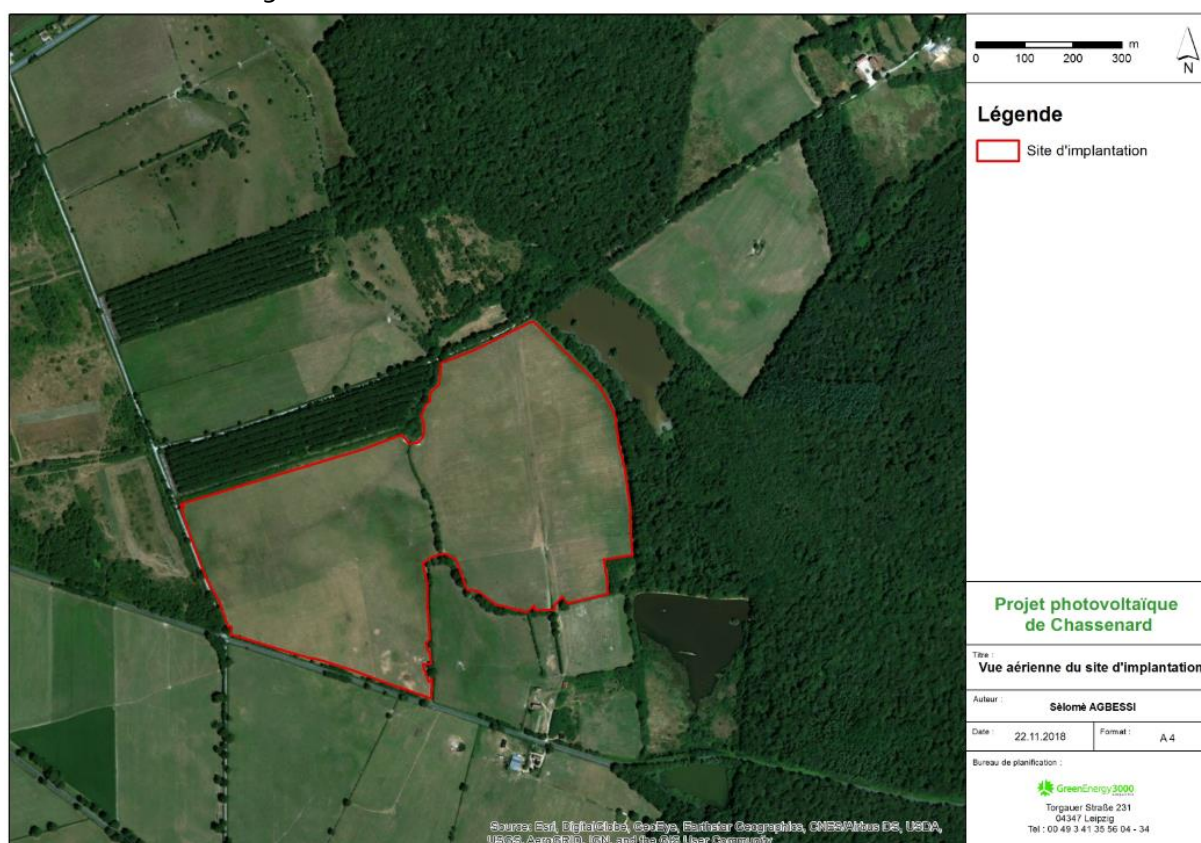 m
0 100 200 300
N
Légende
Site d'implantation
Source: Esri, DigitalGlobe, GeoEye, Earthstar Geographics, CNES/Airbus DS, USDA,
USGS, AeroGRID, IGN, and the GIS User Community
Projet photovoltaïque
de Chassenard
Titre :
Vue aérienne du site d'implantation
Auteur :
Sèlomè AGBESSI
Date : 22.11.2018 Format : A 4
Bureau de planification :
GreenEnergy3000
Torgauer Straße 231
04347 Leipzig
Tel : 00 49 3 41 35 56 04 - 34